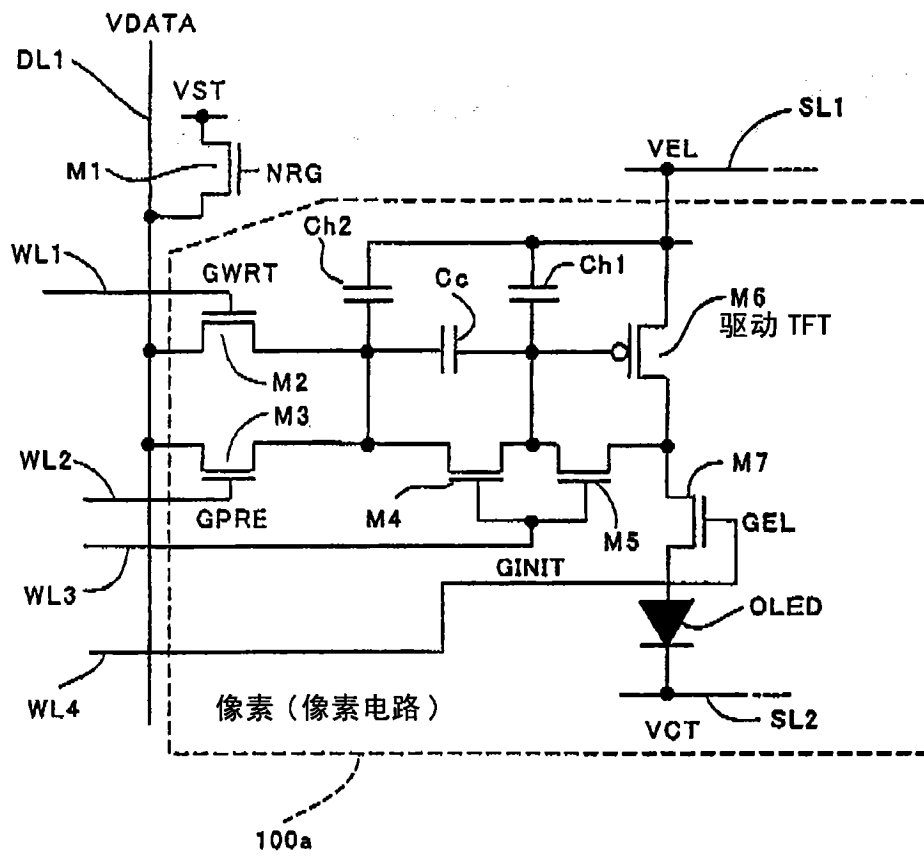 VDATA
DL1
VST
SL1
VEL
M1
NRG
Ch2
WL1
GWRT
Cc
Ch1
M6
驱动 TFT
M2
M3
WL2
M7
GPRE
M4
M5
GEL
GINIT
WL3
OLED
WL4
像素（像素电路）
VCT
SL2
100a